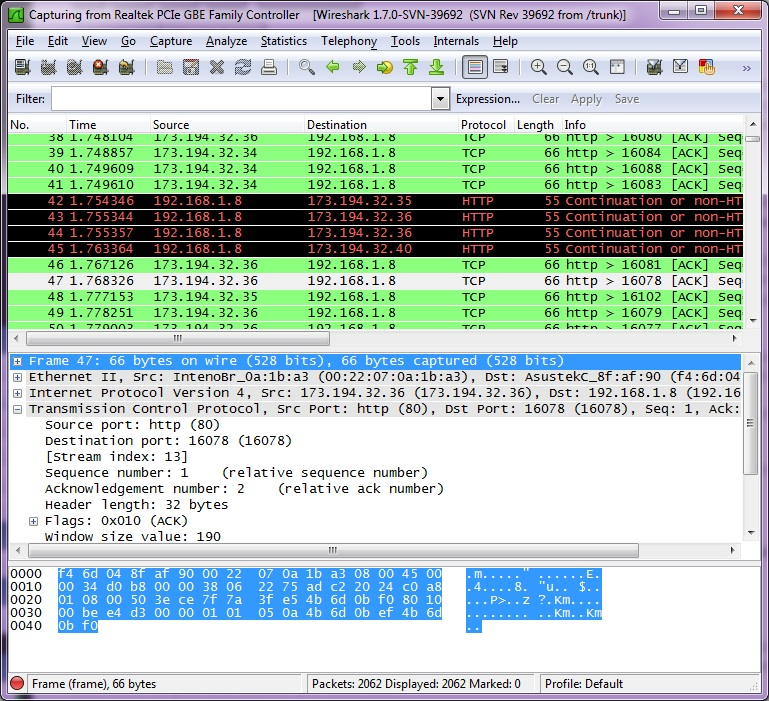 Capturing from Realtek PCIe GBE Family Controller [Wireshark 1.7.0-SVN-39692 (SVN Rev 39692 from /trunk)]
File Edit View Go Capture Analyze Statistics Telephony Tools Internals Help
Filter: Expression... Clear Apply Save
No. Time Source Destination Protocol Length Info
38 1.748104 173.194.32.36 192.168.1.8 TCP 66 http > 16080 [ACK] Seq
39 1.748857 173.194.32.34 192.168.1.8 TCP 66 http > 16084 [ACK] Seq
40 1.749609 173.194.32.34 192.168.1.8 TCP 66 http > 16088 [ACK] Seq
41 1.749610 173.194.32.34 192.168.1.8 TCP 66 http > 16083 [ACK] Seq
42 1.754346 192.168.1.8 173.194.32.35 HTTP 55 Continuation or non-HT
43 1.755344 192.168.1.8 173.194.32.36 HTTP 55 Continuation or non-HT
44 1.755357 192.168.1.8 173.194.32.36 HTTP 55 Continuation or non-HT
45 1.763364 192.168.1.8 173.194.32.40 HTTP 55 Continuation or non-HT
46 1.767126 173.194.32.36 192.168.1.8 TCP 66 http > 16081 [ACK] Seq
47 1.768326 173.194.32.36 192.168.1.8 TCP 66 http > 16078 [ACK] Seq
48 1.777153 173.194.32.35 192.168.1.8 TCP 66 http > 16102 [ACK] Seq
49 1.778251 173.194.32.36 192.168.1.8 TCP 66 http > 16079 [ACK] Seq
50 1.779003 173.194.32.36 192.168.1.8 TCP 66 http > 16077 [ACK] Seq
Frame 47: 66 bytes on wire (528 bits), 66 bytes captured (528 bits)
Ethernet II, Src: IntenoBr_0a:1b:a3 (00:22:07:0a:1b:a3), Dst: AsustekC_8f:af:90 (f4:6d:04
Internet Protocol Version 4, Src: 173.194.32.36 (173.194.32.36), Dst: 192.168.1.8 (192.16
Transmission Control Protocol, Src Port: http (80), Dst Port: 16078 (16078), Seq: 1, Ack:
Source port: http (80)
Destination port: 16078 (16078)
[Stream index: 13]
Sequence number: 1 (relative sequence number)
Acknowledgement number: 2 (relative ack number)
Header length: 32 bytes
Flags: 0x010 (ACK)
Window size value: 190
0000 f4 6d 04 8f af 90 00 22 07 0a 1b a3 08 00 45 00 .m....." ......E.
0010 00 34 d0 b8 00 00 38 06 22 75 ad c2 20 24 c0 a8 .4....8. "u.. $..
0020 01 08 00 50 3e ce 7f 7a 3f e5 4b 6d 0b f0 80 10 ...P>..z ?.Km....
0030 00 be e4 d3 00 00 01 01 05 0a 4b 6d 0b ef 4b 6d ........ ..Km..Km
0040 0b f0 ..
Frame (frame), 66 bytes Packets: 2062 Displayed: 2062 Marked: 0 Profile: Default